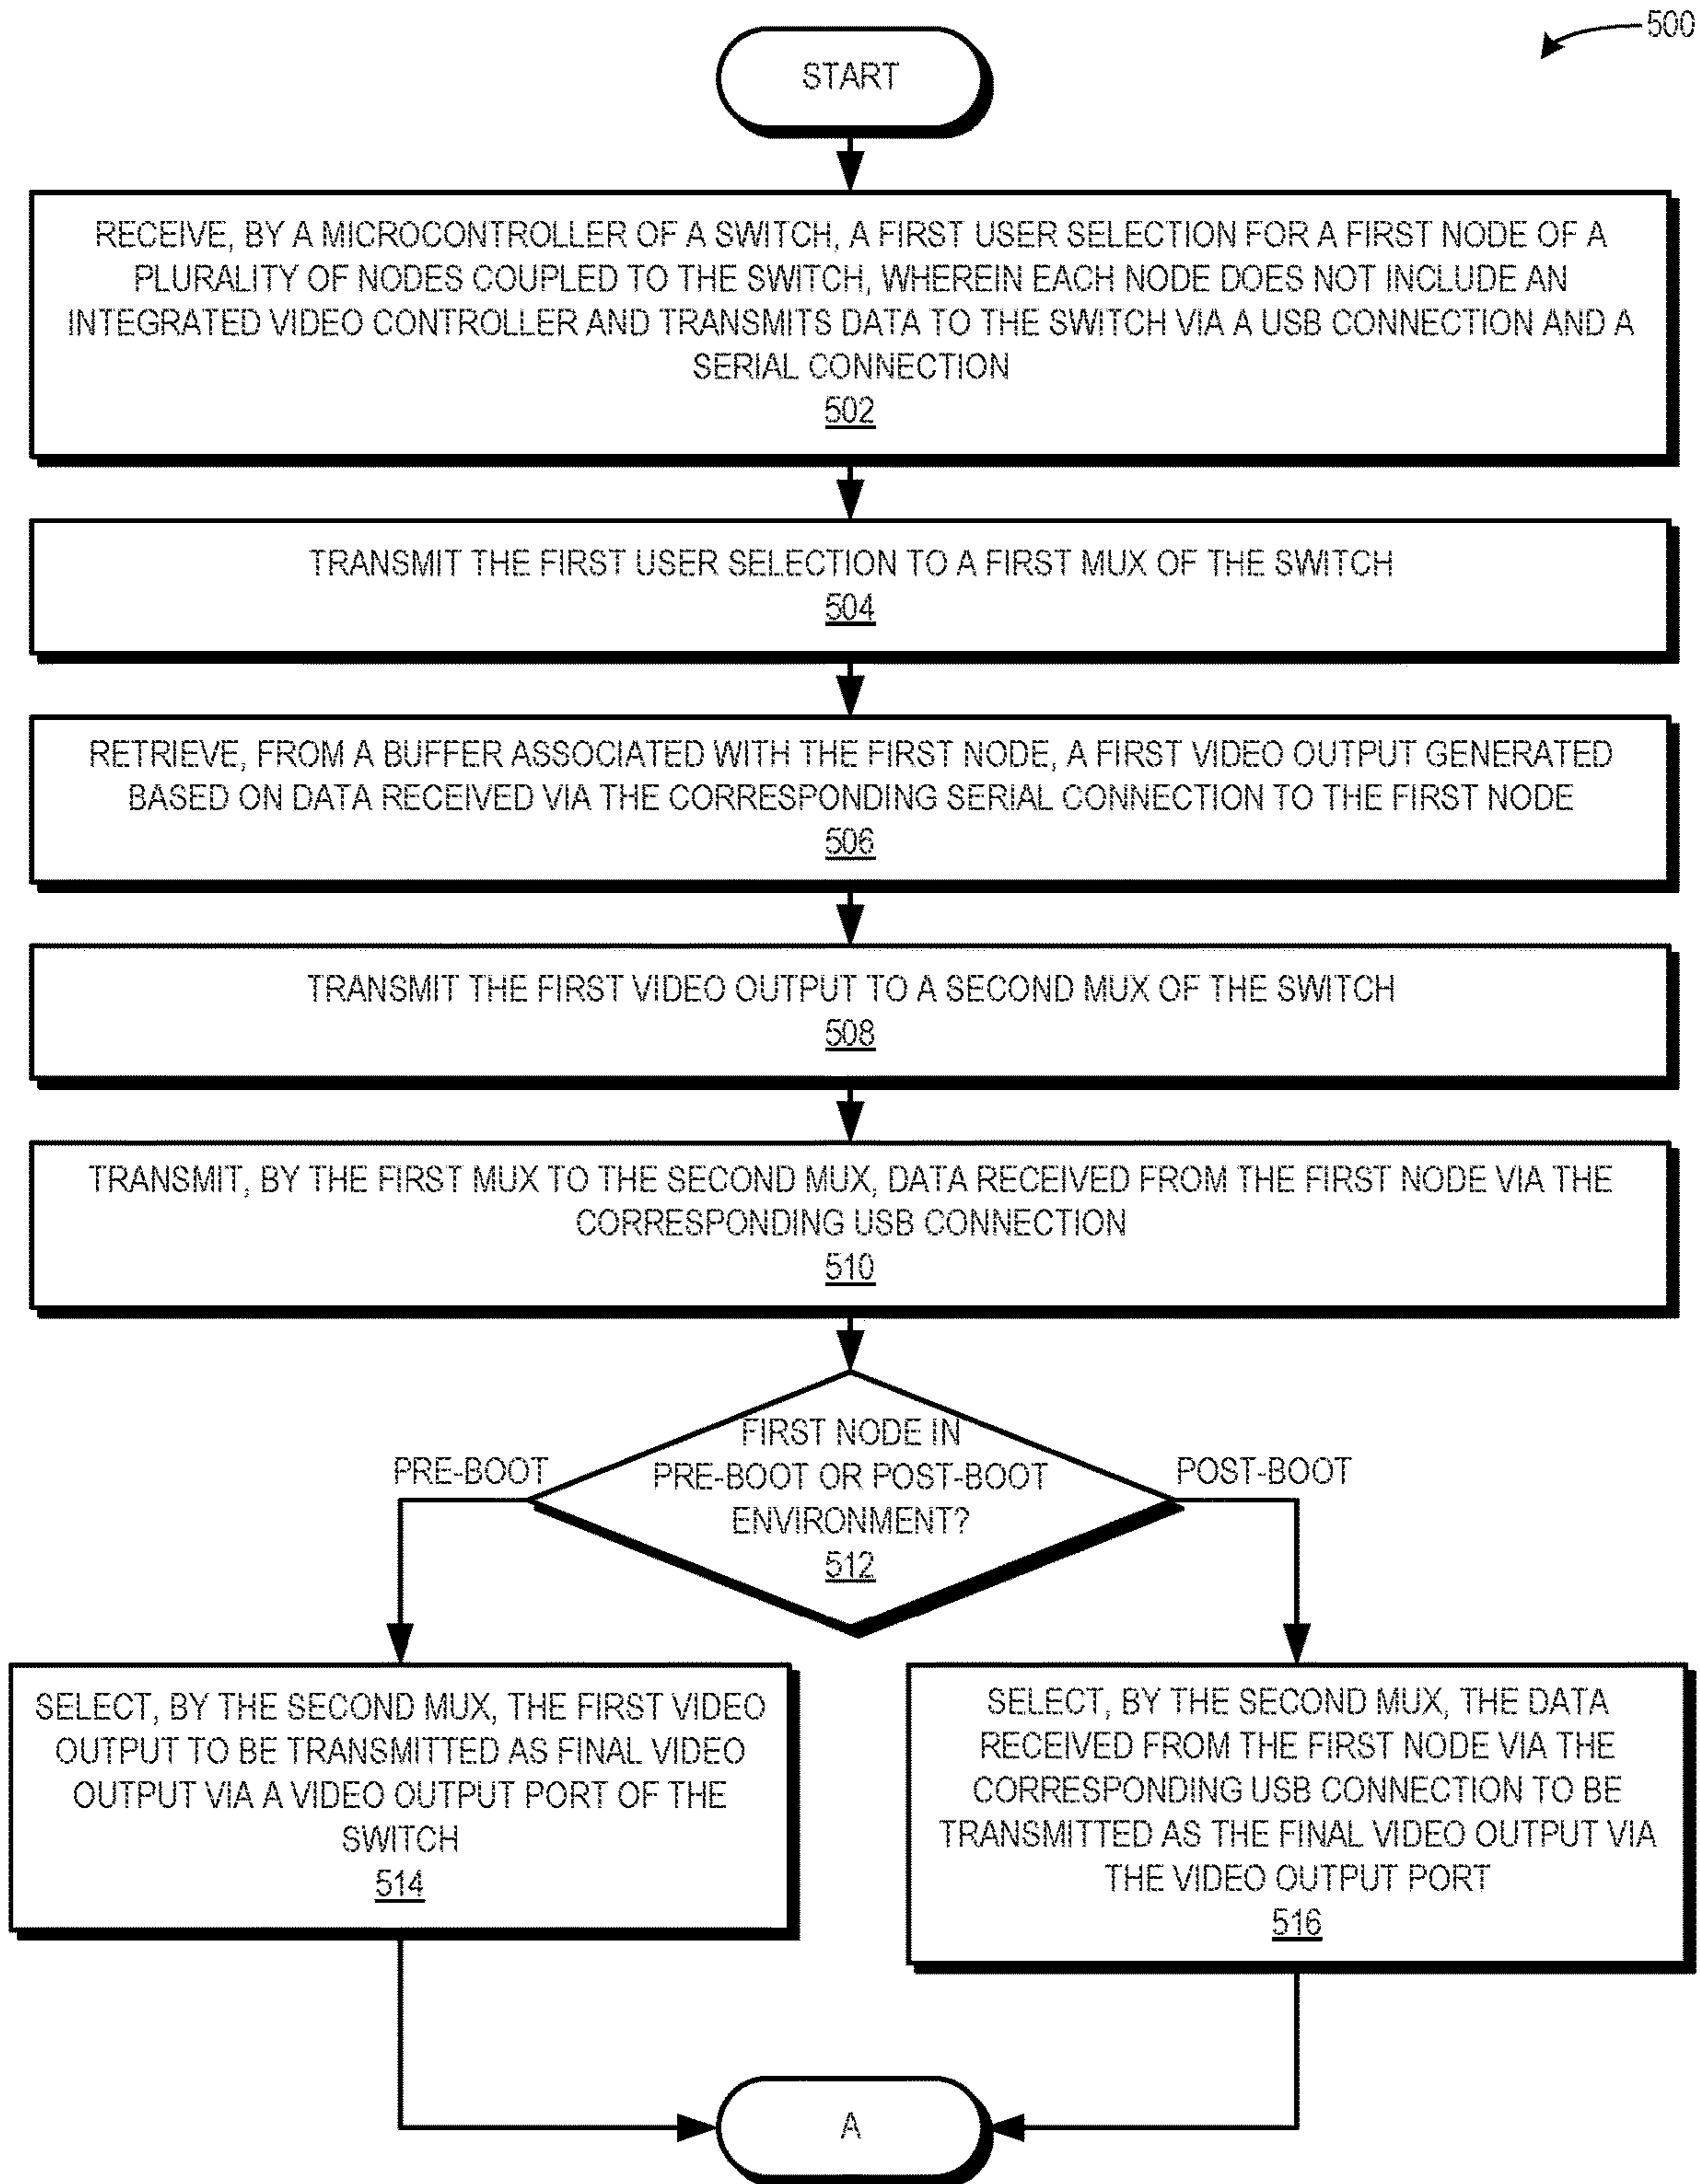 500
START
RECEIVE, BY A MICROCONTROLLER OF A SWITCH, A FIRST USER SELECTION FOR A FIRST NODE OF A
PLURALITY OF NODES COUPLED TO THE SWITCH, WHEREIN EACH NODE DOES NOT INCLUDE AN
INTEGRATED VIDEO CONTROLLER AND TRANSMITS DATA TO THE SWITCH VIA A USB CONNECTION AND A
SERIAL CONNECTION
502
TRANSMIT THE FIRST USER SELECTION TO A FIRST MUX OF THE SWITCH
504
RETRIEVE, FROM A BUFFER ASSOCIATED WITH THE FIRST NODE, A FIRST VIDEO OUTPUT GENERATED
BASED ON DATA RECEIVED VIA THE CORRESPONDING SERIAL CONNECTION TO THE FIRST NODE
506
TRANSMIT THE FIRST VIDEO OUTPUT TO A SECOND MUX OF THE SWITCH
508
TRANSMIT, BY THE FIRST MUX TO THE SECOND MUX, DATA RECEIVED FROM THE FIRST NODE VIA THE
CORRESPONDING USB CONNECTION
510
FIRST NODE IN
PRE-BOOT OR POST-BOOT
ENVIRONMENT?
512
PRE-BOOT
POST-BOOT
SELECT, BY THE SECOND MUX, THE FIRST VIDEO
OUTPUT TO BE TRANSMITTED AS FINAL VIDEO
OUTPUT VIA A VIDEO OUTPUT PORT OF THE
SWITCH
514
SELECT, BY THE SECOND MUX, THE DATA
RECEIVED FROM THE FIRST NODE VIA THE
CORRESPONDING USB CONNECTION TO BE
TRANSMITTED AS THE FINAL VIDEO OUTPUT VIA
THE VIDEO OUTPUT PORT
516
A